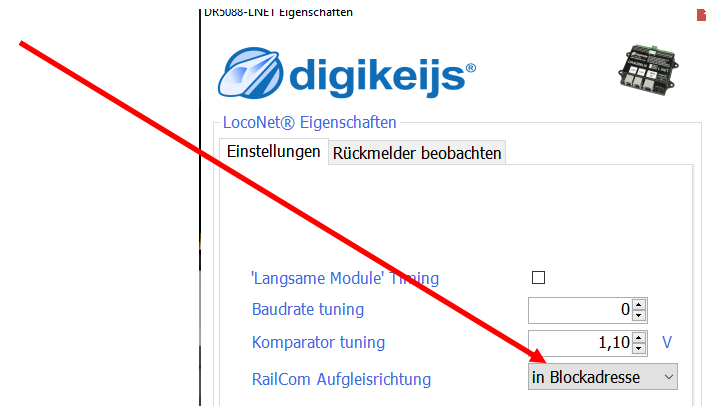 DR5088-LNET Eigenschaften
digikeijs®
LocoNet® Eigenschaften
Einstellungen
Rückmelder beobachten
'Langsame Module' Timing
Baudrate tuning 0
Komparator tuning 1,10 V
RailCom Aufgleisrichtung in Blockadresse